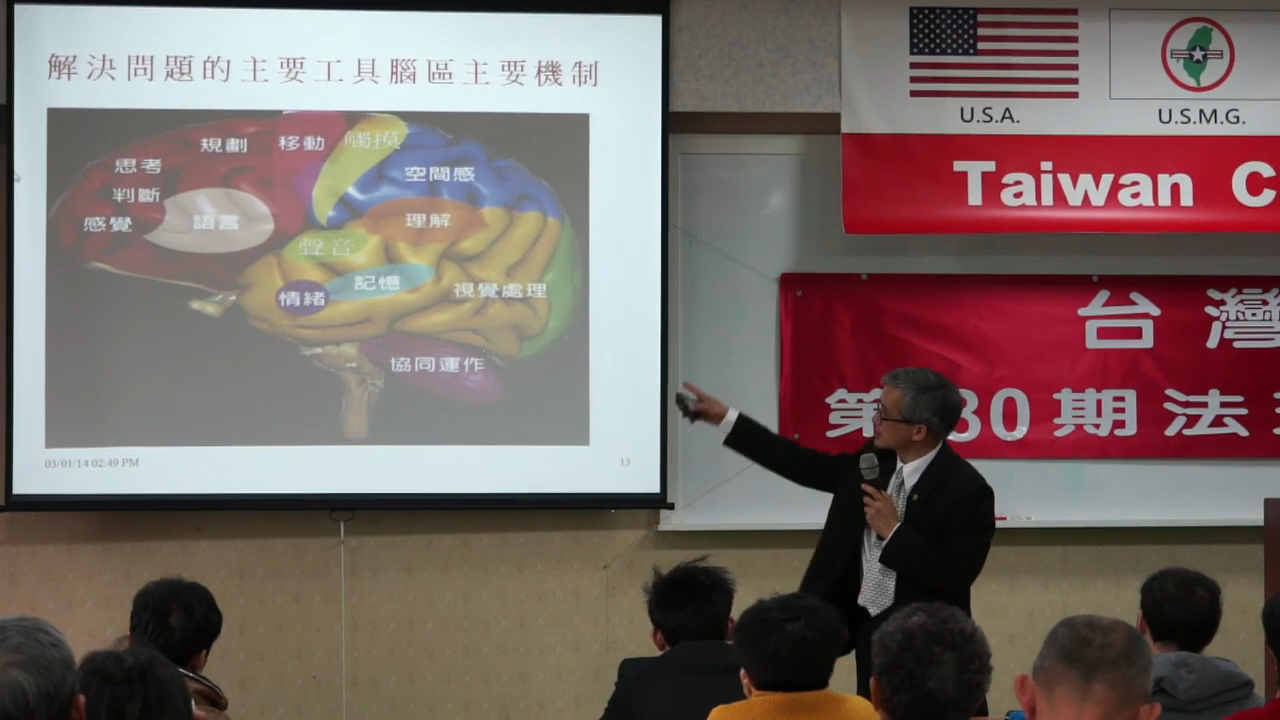 解決問題的主要工具腦區主要機制
規劃
移動
觸摸
思考
判斷
感覺
語言
空間感
理解
聲音
記憶
情緒
視覺處理
協同運作
03/01/14 02:49 PM
13
U.S.A.
U.S.M.G.
Taiwan C
台灣
第 30期法